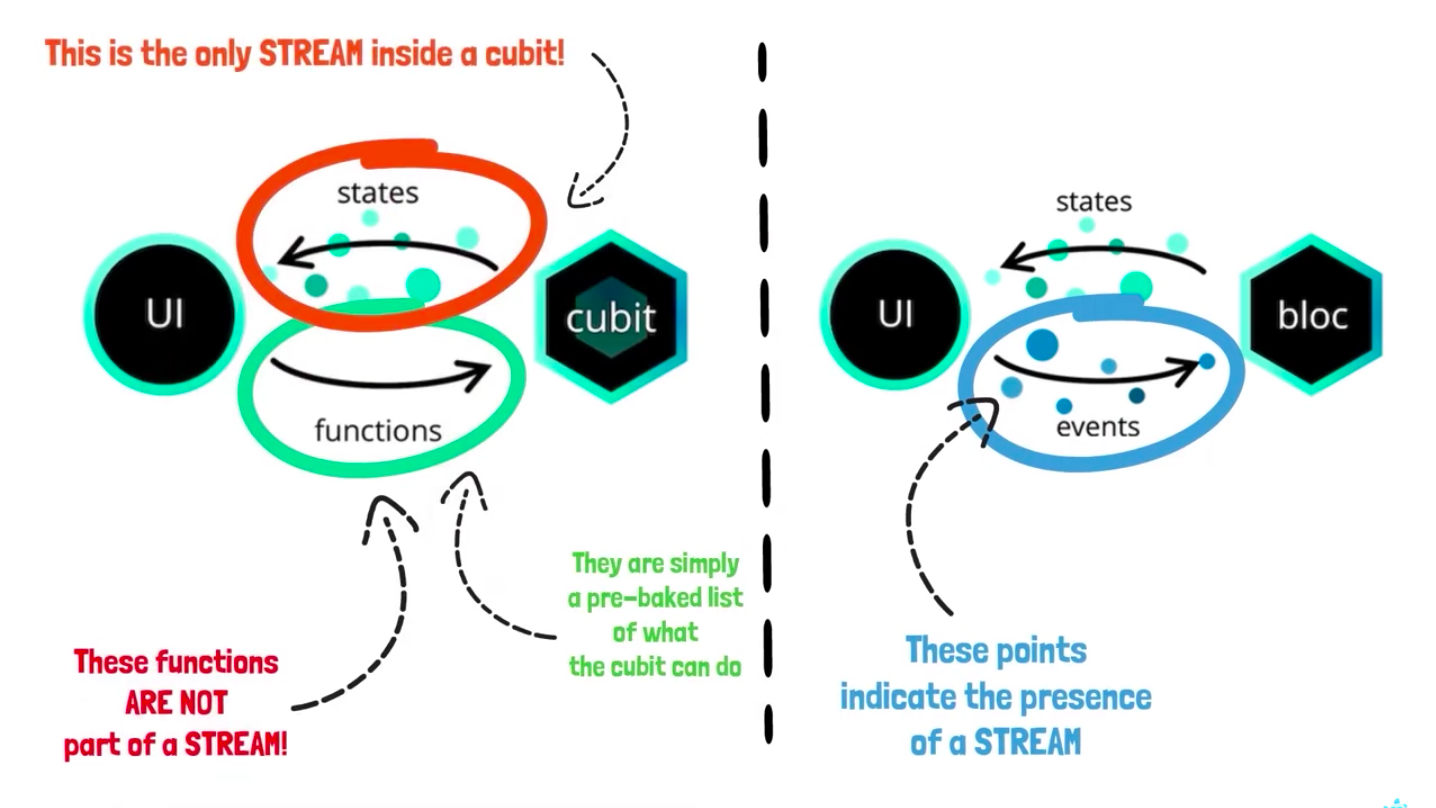 This is the only STREAM inside a cubit!
states
UI
cubit
functions
They are simply
a pre-baked list
of what
the cubit can do
These functions
ARE NOT
part of a STREAM!
states
UI
bloc
events
These points
indicate the presence
of a STREAM